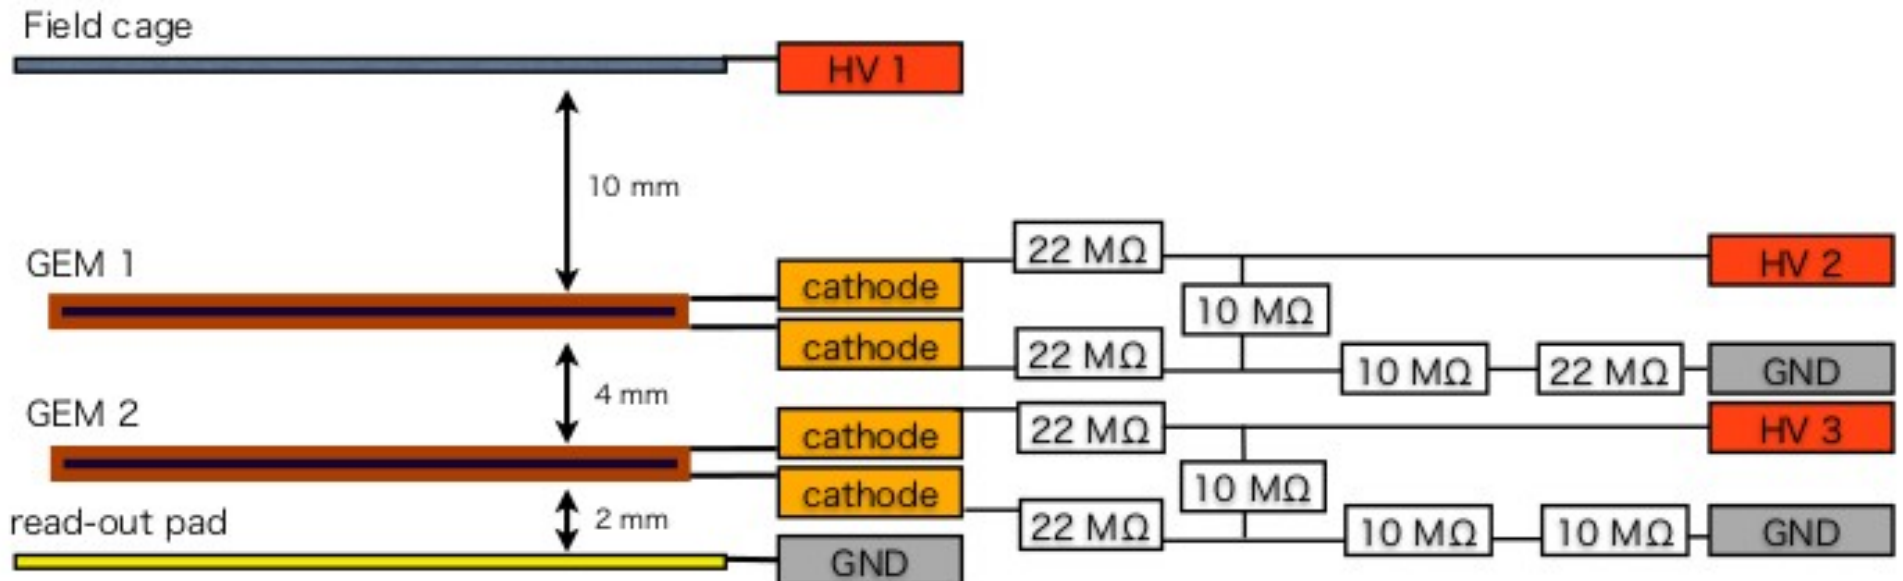 Field cage
HV 1
10 mm
GEM 1
cathode
22 MΩ
HV 2
10 MΩ
cathode
22 MΩ
10 MΩ
22 MΩ
GND
4 mm
GEM 2
cathode
22 MΩ
HV 3
10 MΩ
cathode
22 MΩ
10 MΩ
10 MΩ
GND
2 mm
read-out pad
GND